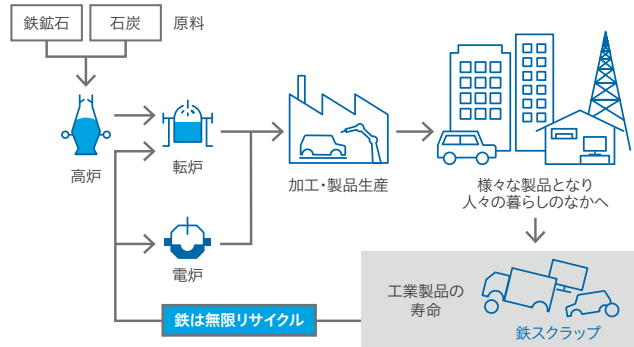 鉄鉱石
石炭
原料
高炉
転炉
電炉
加工・製品生産
様々な製品となり
人々の暮らしのなかへ
工業製品の
寿命
鉄スクラップ
鉄は無限リサイクル